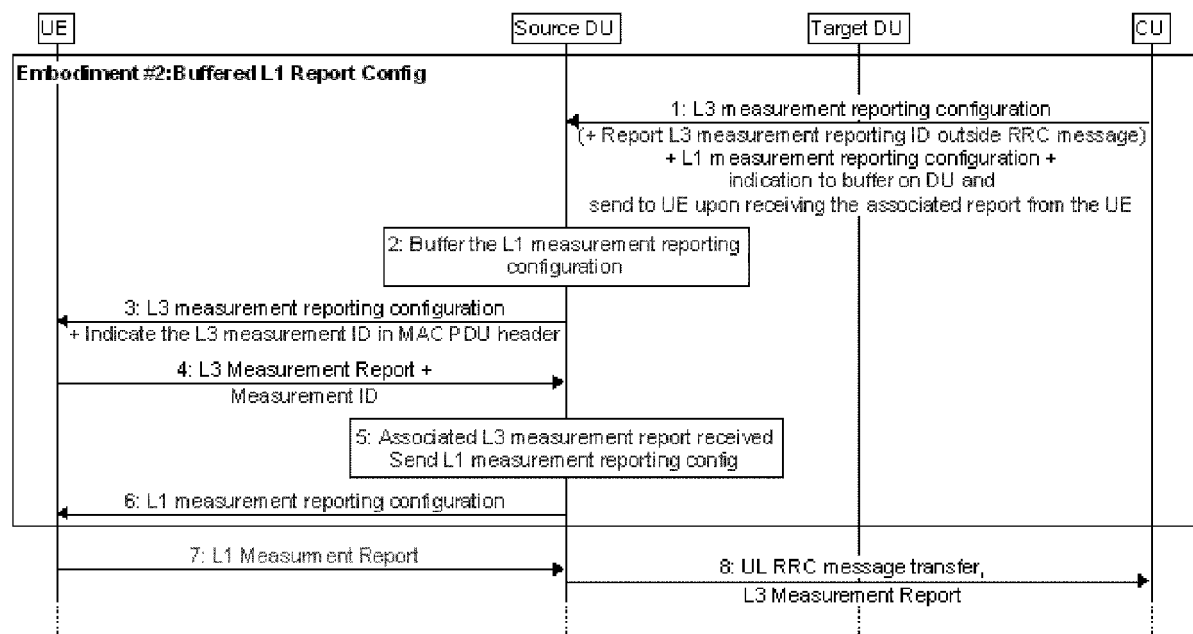 UE
Source DU
Target DU
CU
Embodiment #2:Buffered L1 Report Config
1: L3 measurement reporting configuration
(+ Report L3 measurement reporting ID outside RRC message)
+ L1 measurement reporting configuration +
indication to buffer on DU and
send to UE upon receiving the associated report from the UE
2: Buffer the L1 measurement reporting
configuration
3: L3 measurement reporting configuration
+ Indicate the L3 measurement ID in MAC PDU header
4: L3 Measurement Report +
Measurement ID
5: Associated L3 measurement report received
Send L1 measurement reporting config
6: L1 measurement reporting configuration
7: L1 Measurment Report
8: UL RRC message transfer,
L3 Measurement Report